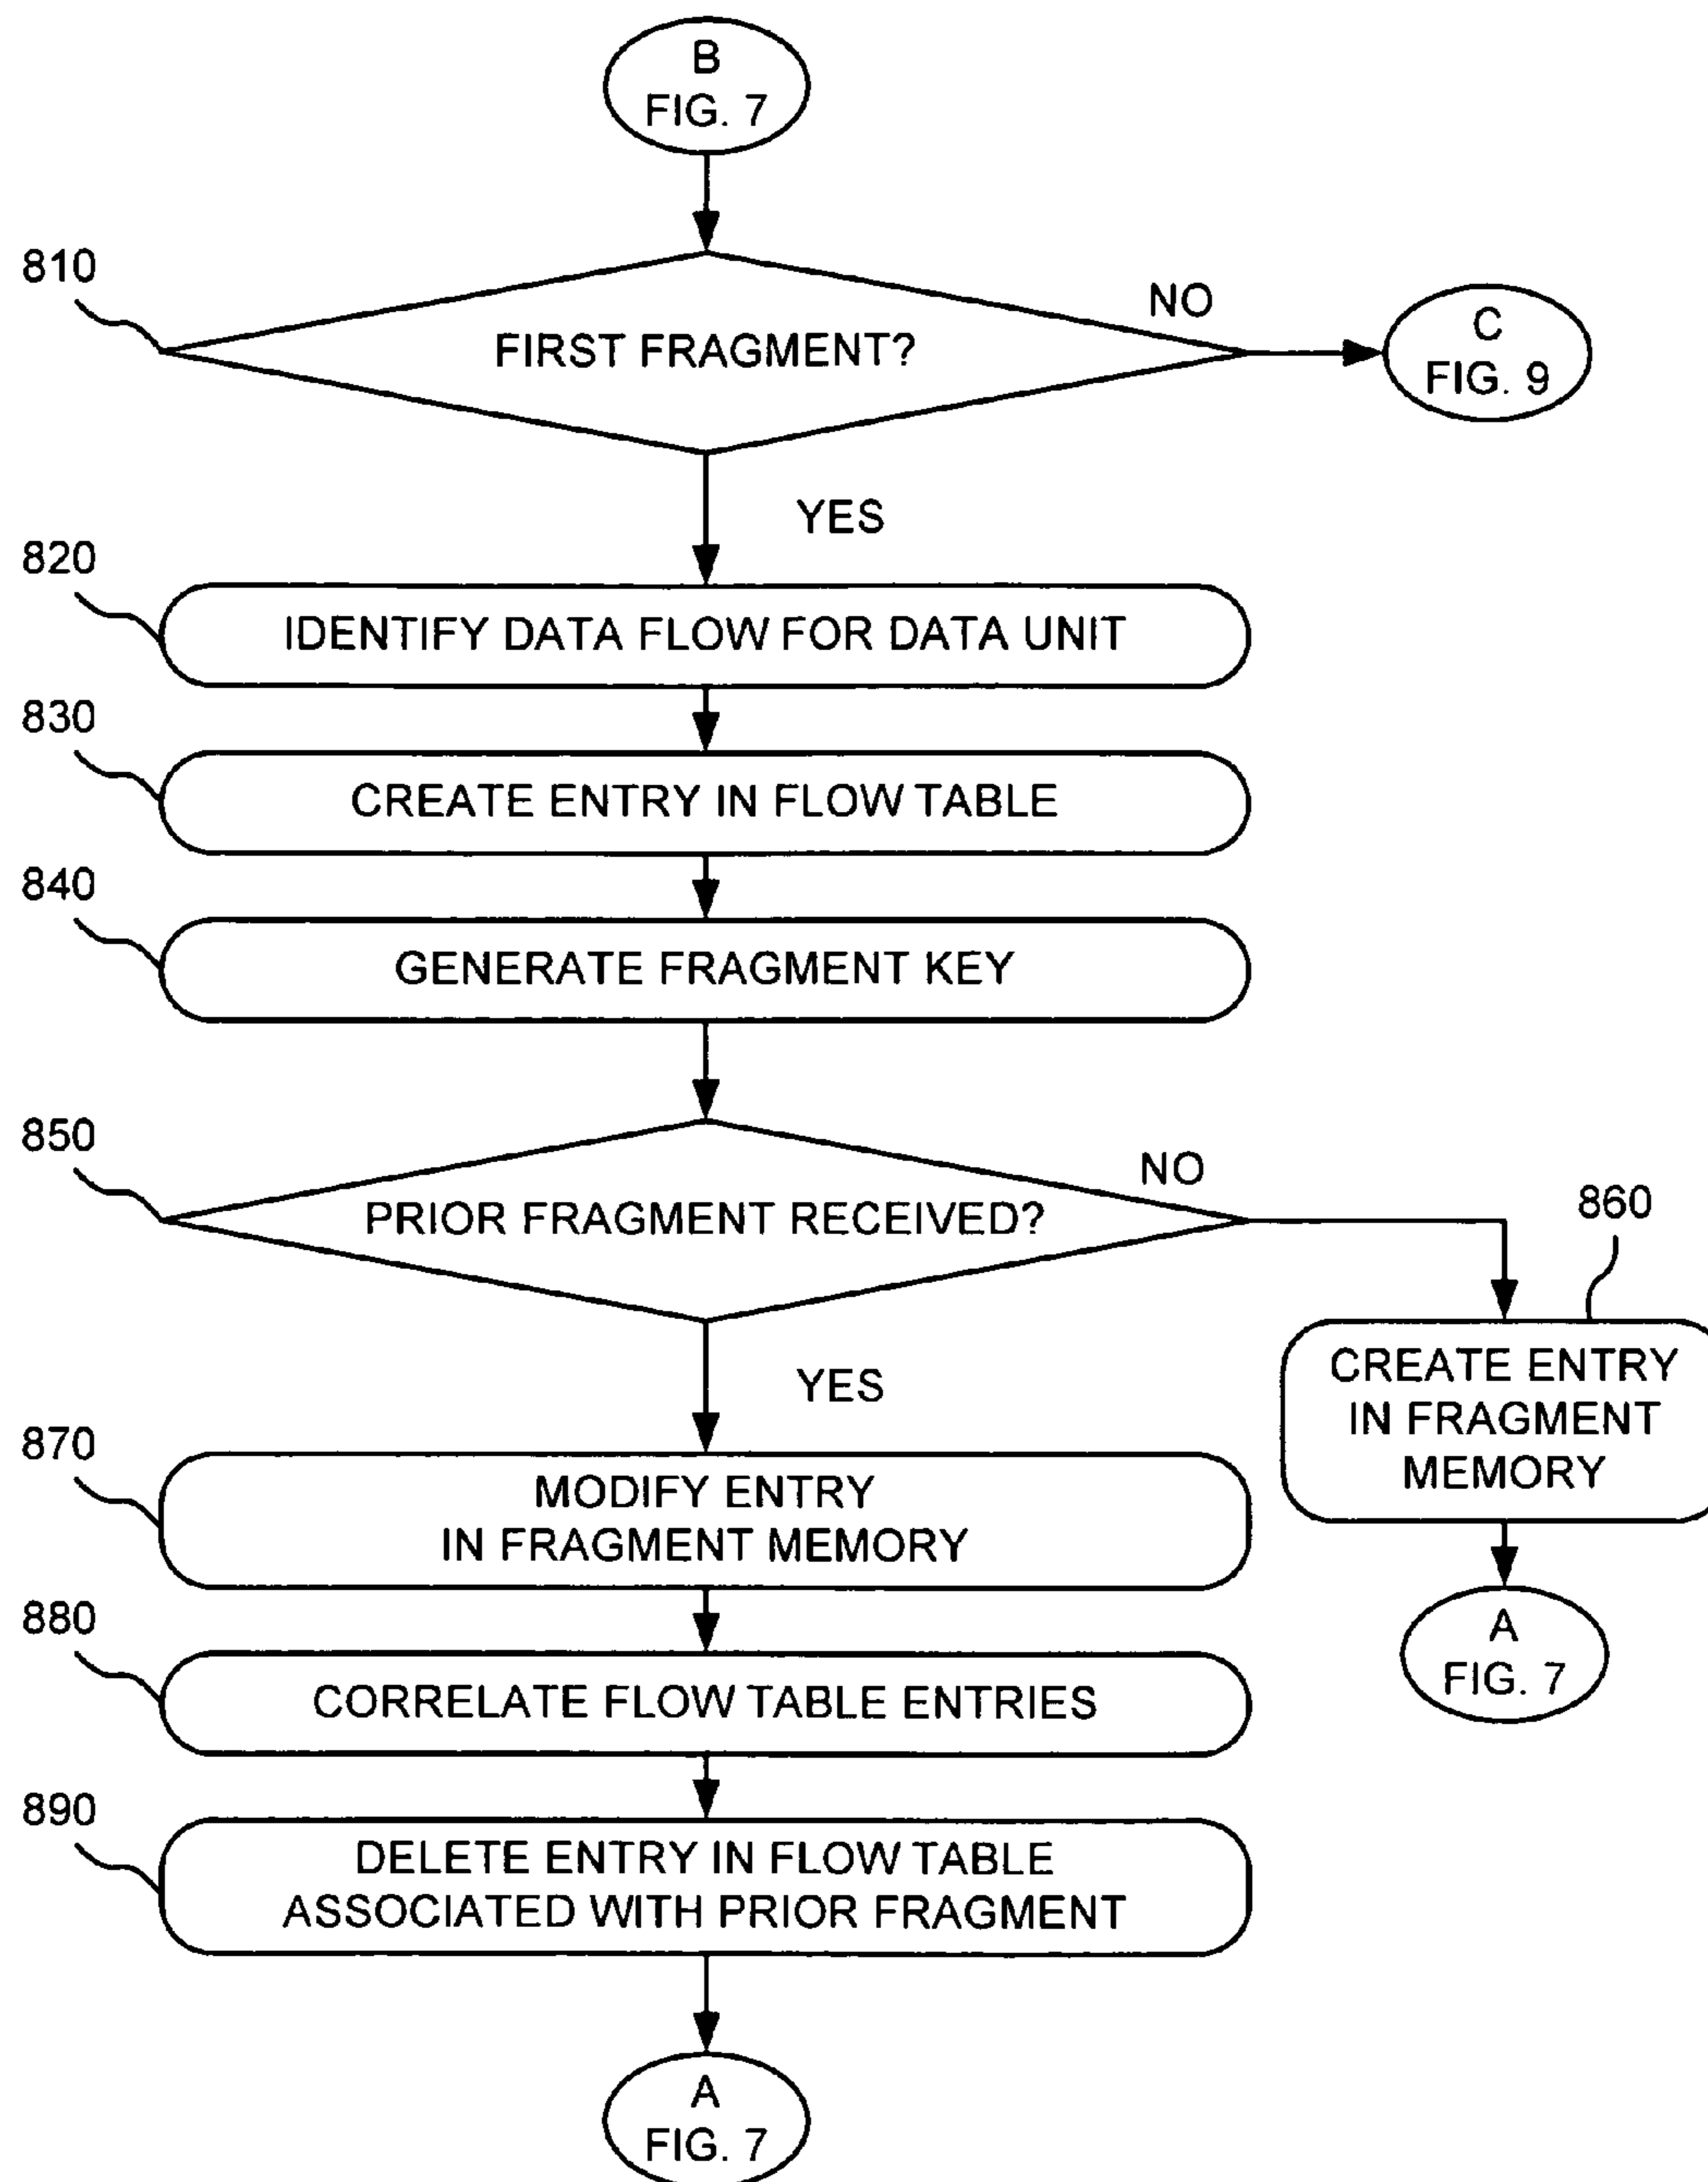 B
FIG. 7
810
NO
FIRST FRAGMENT?
C
FIG. 9
YES
820
IDENTIFY DATA FLOW FOR DATA UNIT
830
CREATE ENTRY IN FLOW TABLE
840
GENERATE FRAGMENT KEY
850
NO
PRIOR FRAGMENT RECEIVED?
860
CREATE ENTRY
IN FRAGMENT
MEMORY
YES
870
MODIFY ENTRY
IN FRAGMENT MEMORY
A
FIG. 7
880
CORRELATE FLOW TABLE ENTRIES
890
DELETE ENTRY IN FLOW TABLE
ASSOCIATED WITH PRIOR FRAGMENT
A
FIG. 7